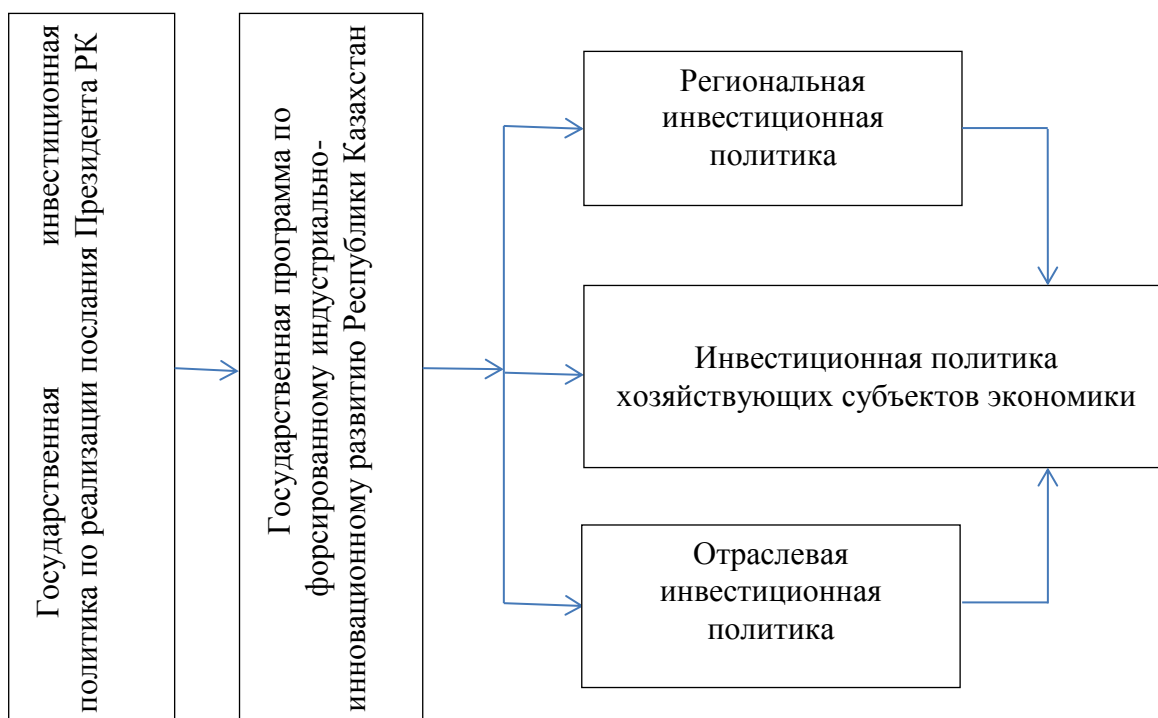 Государственная инвестиционная
политика по реализации послания Президента РК
Государственная программа по
форсированному индустриально-
инновационному развитию Республики Казахстан
Региональная
инвестиционная
политика
Инвестиционная политика
хозяйствующих субъектов экономики
Отраслевая
инвестиционная
политика